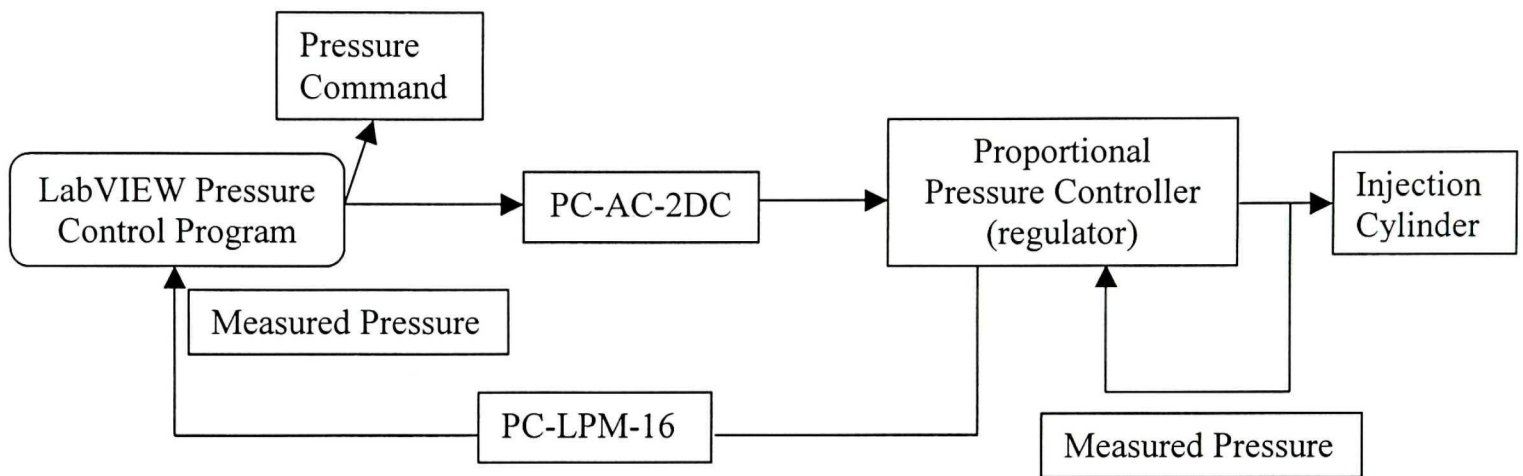 Pressure
Command
LabVIEW Pressure
Control Program
PC-AC-2DC
Proportional
Pressure Controller
(regulator)
Injection
Cylinder
Measured Pressure
PC-LPM-16
Measured Pressure